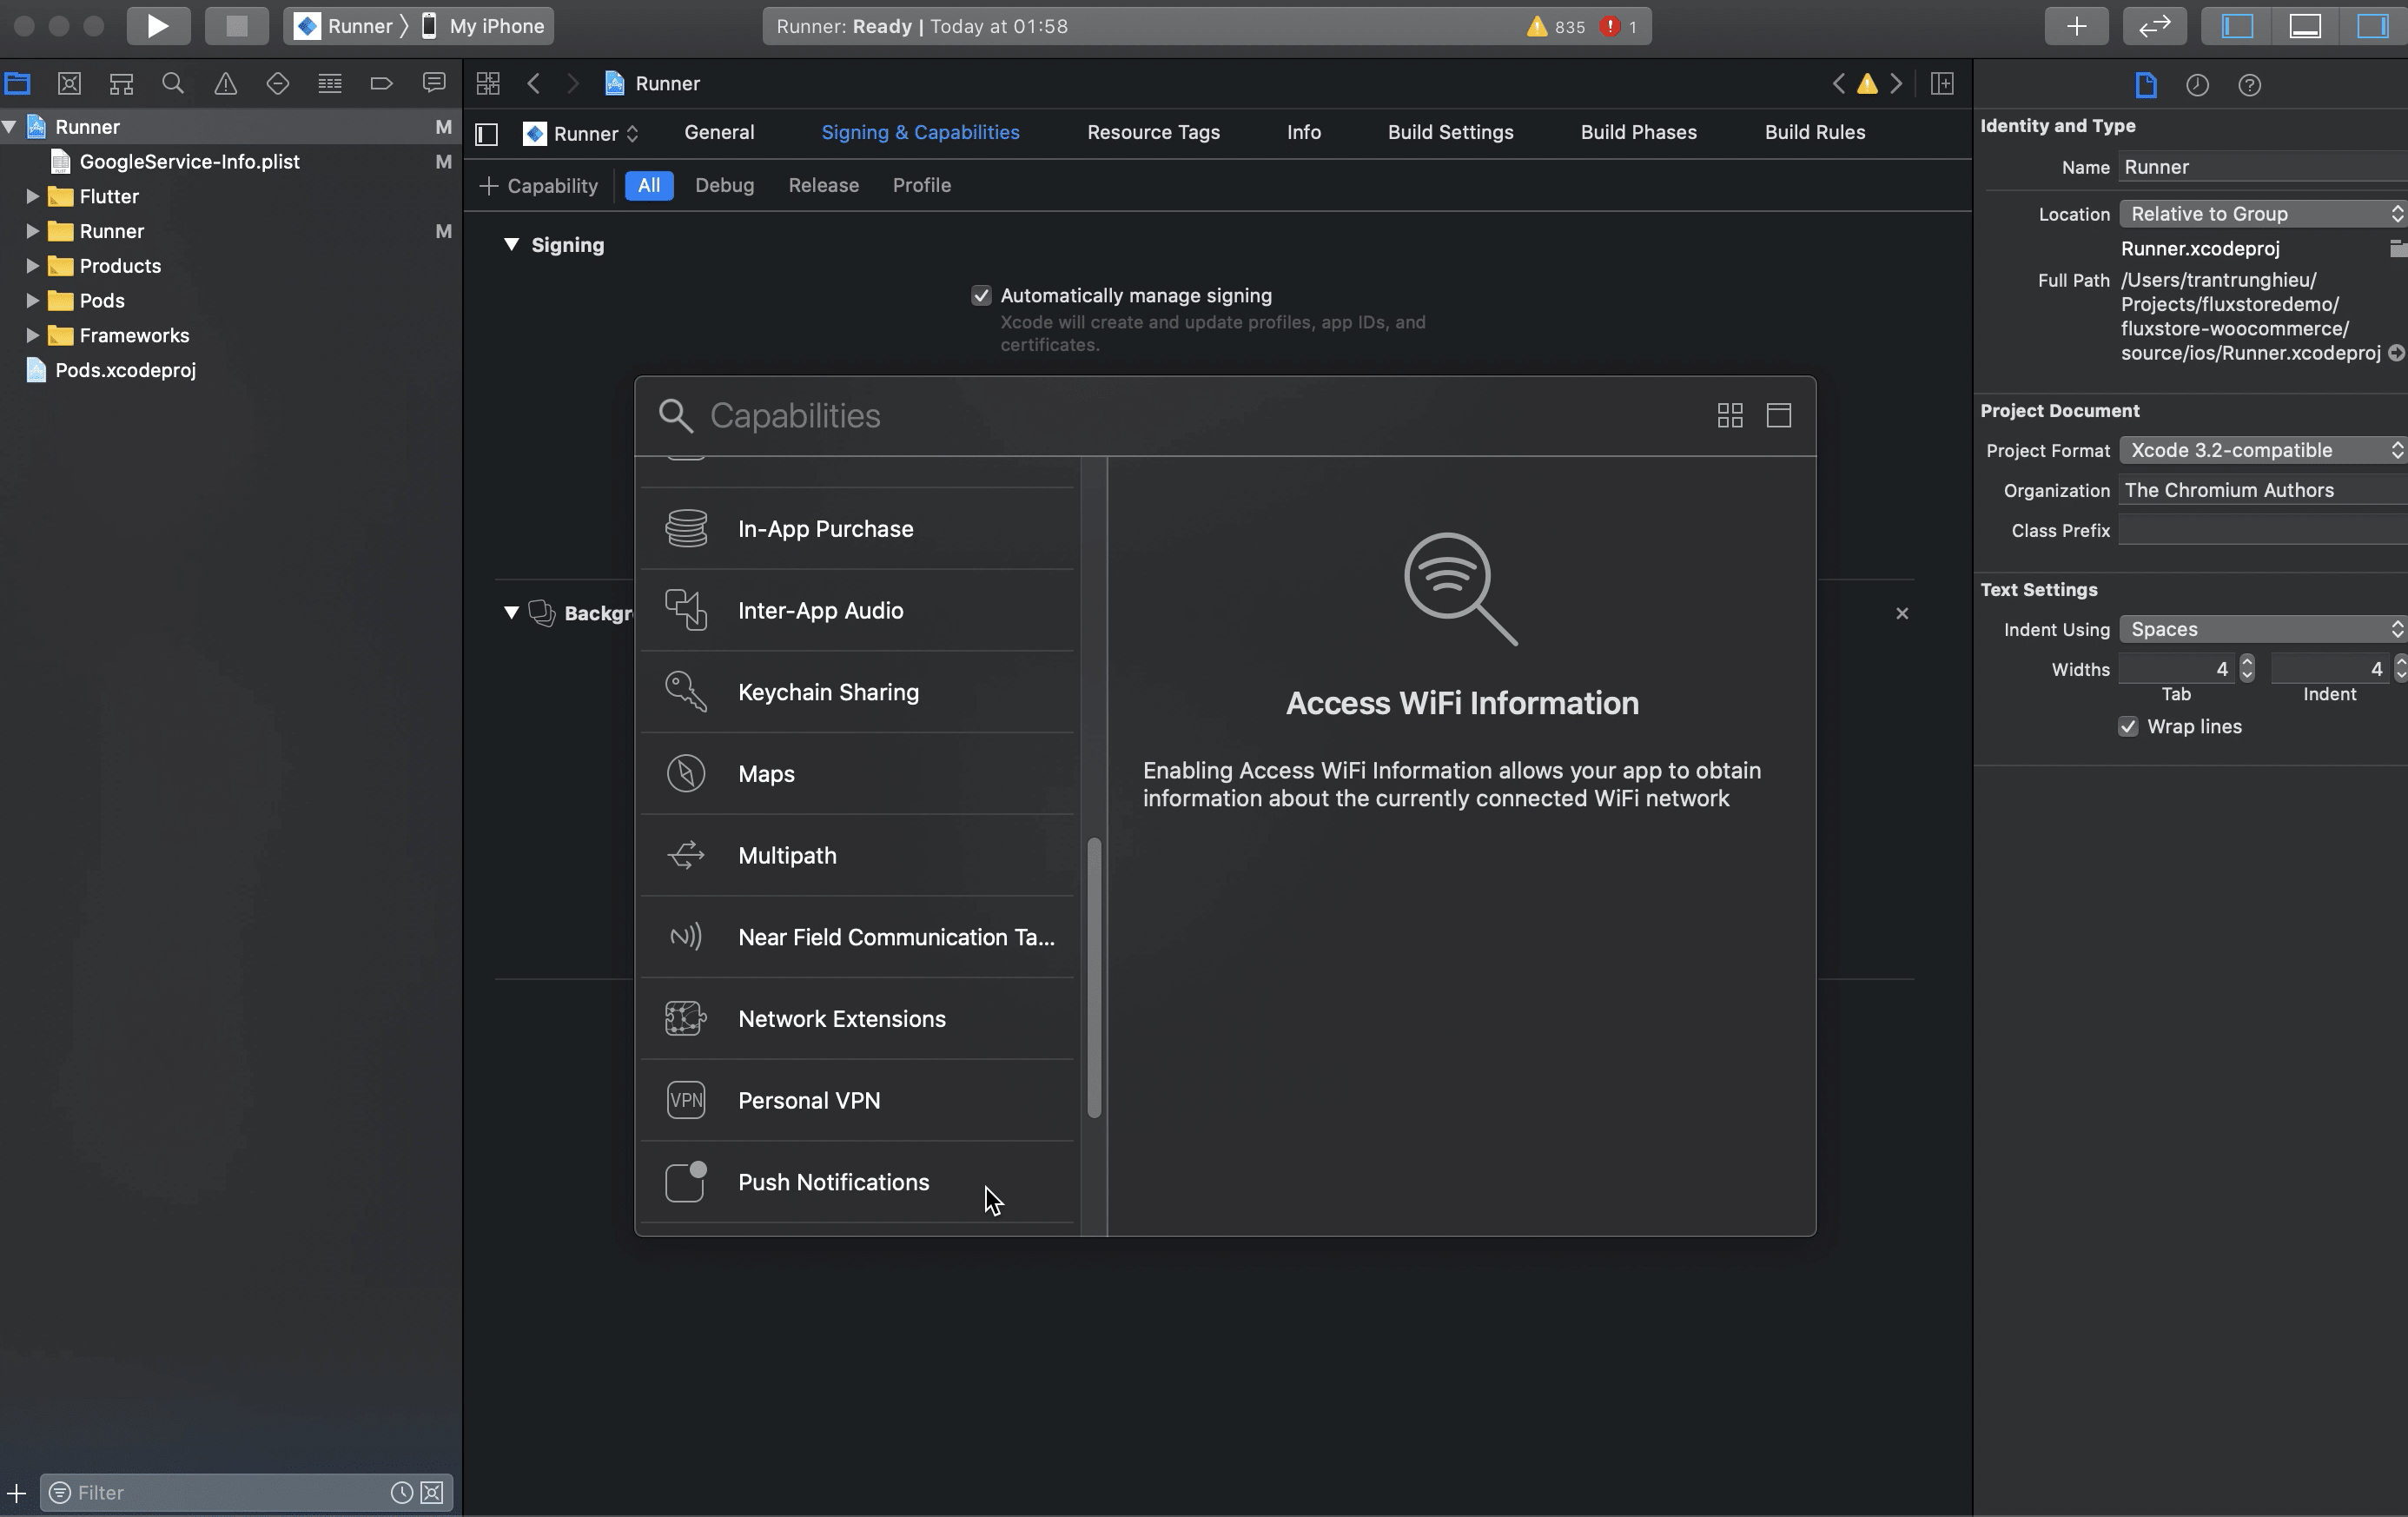 Runner 〉 My iPhone
Runner: Ready | Today at 01:58
835
1
Runner M
GoogleService-Info.plist M
Flutter
Runner M
Products
Pods
Frameworks
Pods.xcodeproj
Filter
Runner
Runner
General
Signing & Capabilities
Resource Tags
Info
Build Settings
Build Phases
Build Rules
Capability
All
Debug
Release
Profile
Signing
Automatically manage signing
Xcode will create and update profiles, app IDs, and
certificates.
Backgr
Capabilities
In-App Purchase
Inter-App Audio
Keychain Sharing
Maps
Multipath
Near Field Communication Ta...
Network Extensions
VPN
Personal VPN
Push Notifications
Access WiFi Information
Enabling Access WiFi Information allows your app to obtain
information about the currently connected WiFi network
Identity and Type
Name Runner
Location Relative to Group
Runner.xcodeproj
Full Path /Users/trantrunghieu/
Projects/fluxstoredemo/
fluxstore-woocommerce/
source/ios/Runner.xcodeproj
Project Document
Project Format Xcode 3.2-compatible
Organization The Chromium Authors
Class Prefix
Text Settings
Indent Using Spaces
Widths 4 4
Tab Indent
Wrap lines